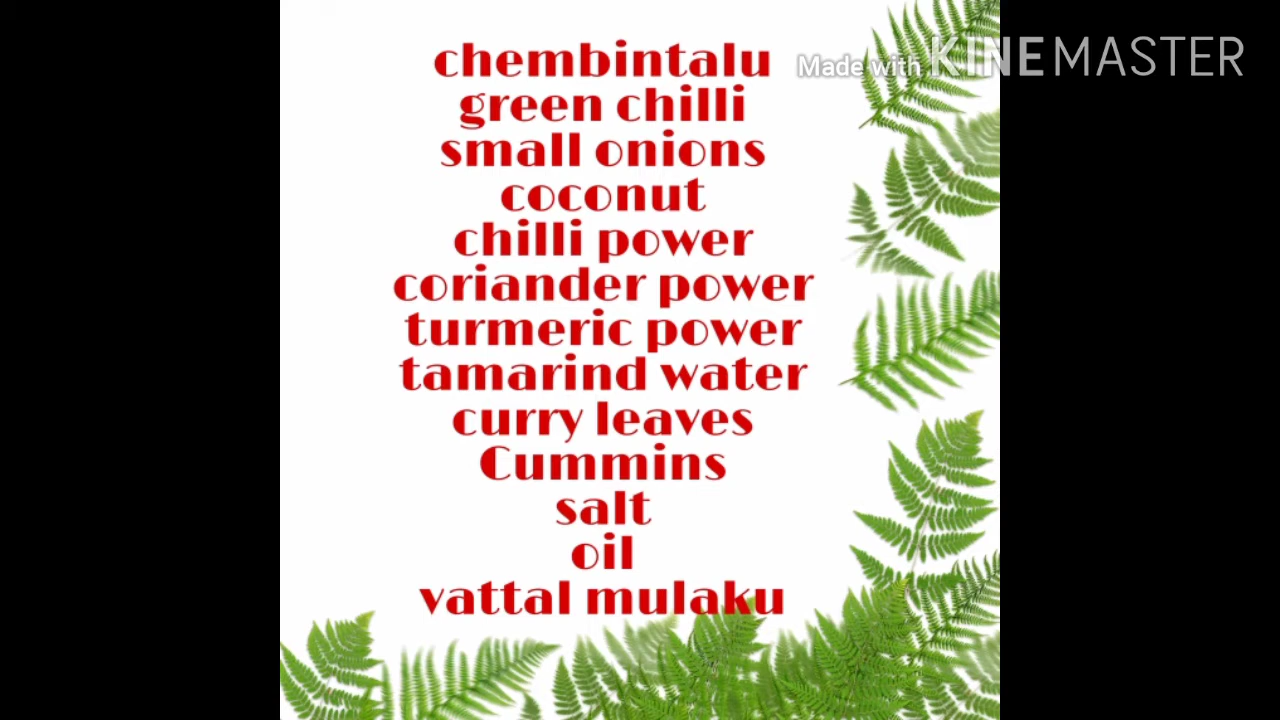 chembintalu
Made with KINEMASTER
green chilli
small onions
coconut
chilli power
coriander power
turmeric power
tamarind water
curry leaves
Cummins
salt
oil
vattal mulaku